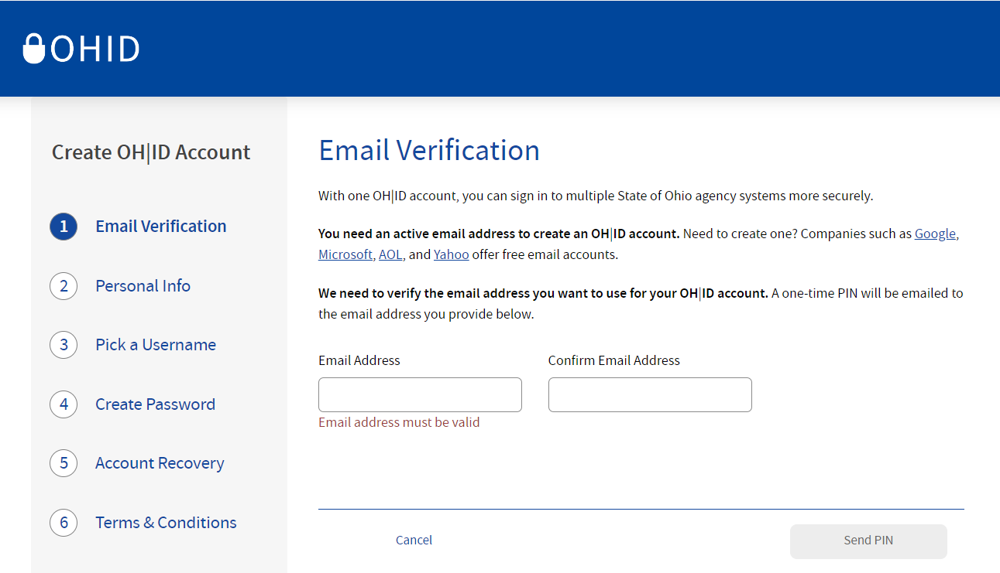 OHID
Create OH|ID Account
1 Email Verification
2 Personal Info
3 Pick a Username
4 Create Password
5 Account Recovery
6 Terms & Conditions
Email Verification
With one OH|ID account, you can sign in to multiple State of Ohio agency systems more securely.
You need an active email address to create an OH|ID account. Need to create one? Companies such as Google,
Microsoft, AOL, and Yahoo offer free email accounts.
We need to verify the email address you want to use for your OH|ID account. A one-time PIN will be emailed to
the email address you provide below.
Email Address
Confirm Email Address
Email address must be valid
Cancel
Send PIN